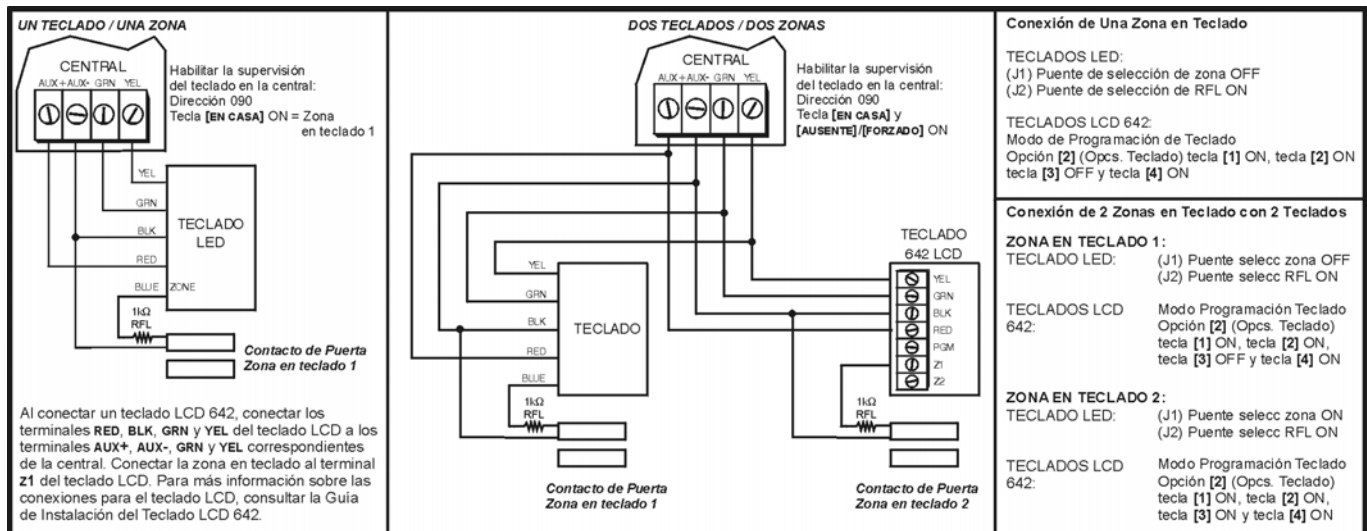 UN TECLADO / UNA ZONA
CENTRAL
AUX+ AUX- GRN YEL
Habilitar la supervisión
del teclado en la central:
Dirección 090
Tecla [EN CASA] ON = Zona
en teclado 1
YEL
GRN
BLK
RED
BLUE
ZONE
TECLADO
LED
1kΩ
RFL
Contacto de Puerta
Zona en teclado 1
Al conectar un teclado LCD 642, conectar los
terminales RED, BLK, GRN y YEL del teclado LCD a los
terminales AUX+, AUX-, GRN y YEL correspondientes
de la central. Conectar la zona en teclado al terminal
Z1 del teclado LCD. Para más información sobre las
conexiones para el teclado LCD, consultar la Guía
de Instalación del Teclado LCD 642.
DOS TECLADOS / DOS ZONAS
CENTRAL
AUX+ AUX- GRN YEL
Habilitar la supervisión
del teclado en la central:
Dirección 090
Tecla [EN CASA] y
[AUSENTE]/[FORZADO] ON
YEL
GRN
BLK
RED
BLUE
TECLADO
1kΩ
RFL
Contacto de Puerta
Zona en teclado 1
TECLADO
642 LCD
YEL
GRN
BLK
RED
PGM
Z1
Z2
1kΩ
RFL
Contacto de Puerta
Zona en teclado 2
Conexión de Una Zona en Teclado
TECLADOS LED:
(J1) Puente de selección de zona OFF
(J2) Puente de selección de RFL ON
TECLADOS LCD 642:
Modo de Programación de Teclado
Opción [2] (Opcs. Teclado) tecla [1] ON, tecla [2] ON
tecla [3] OFF y tecla [4] ON
Conexión de 2 Zonas en Teclado con 2 Teclados
ZONA EN TECLADO 1:
TECLADO LED: (J1) Puente selecc zona OFF
(J2) Puente selecc RFL ON
TECLADOS LCD Modo Programación Teclado
642: Opción [2] (Opcs. Teclado)
tecla [1] ON, tecla [2] ON,
tecla [3] OFF y tecla [4] ON
ZONA EN TECLADO 2:
TECLADO LED: (J1) Puente selecc zona ON
(J2) Puente selecc RFL ON
TECLADOS LCD Modo Programación Teclado
642: Opción [2] (Opcs. Teclado)
tecla [1] ON, tecla [2] ON,
tecla [3] ON y tecla [4] ON